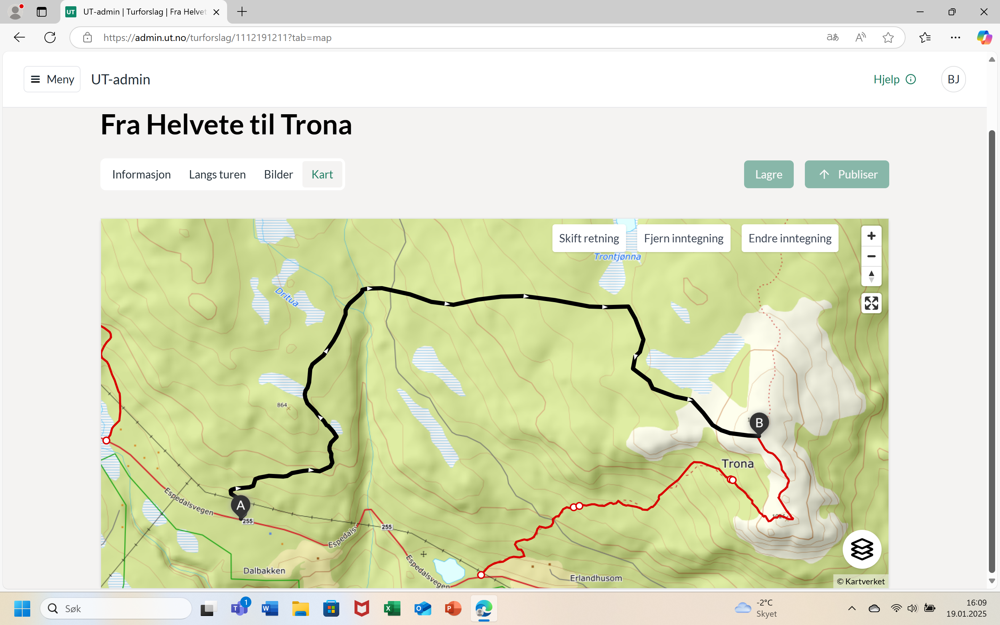 UT-admin | Turforslag | Fra Helvet
https://admin.ut.no/turforslag/1112191211?tab=map
Meny
UT-admin
Hjelp
BJ
Fra Helvete til Trona
Informasjon
Langs turen
Bilder
Kart
Lagre
Publiser
Skift retning
Fjern inntegning
Endre inntegning
Trontjønna
Dritua
864
B
Trona
Espedalsvegen
A
255
255
Espedalsv
Espedalsvegen
Dalbakken
Erlandhusom
© Kartverket
Søk
1
-2°C
Skyet
16:09
19.01.2025